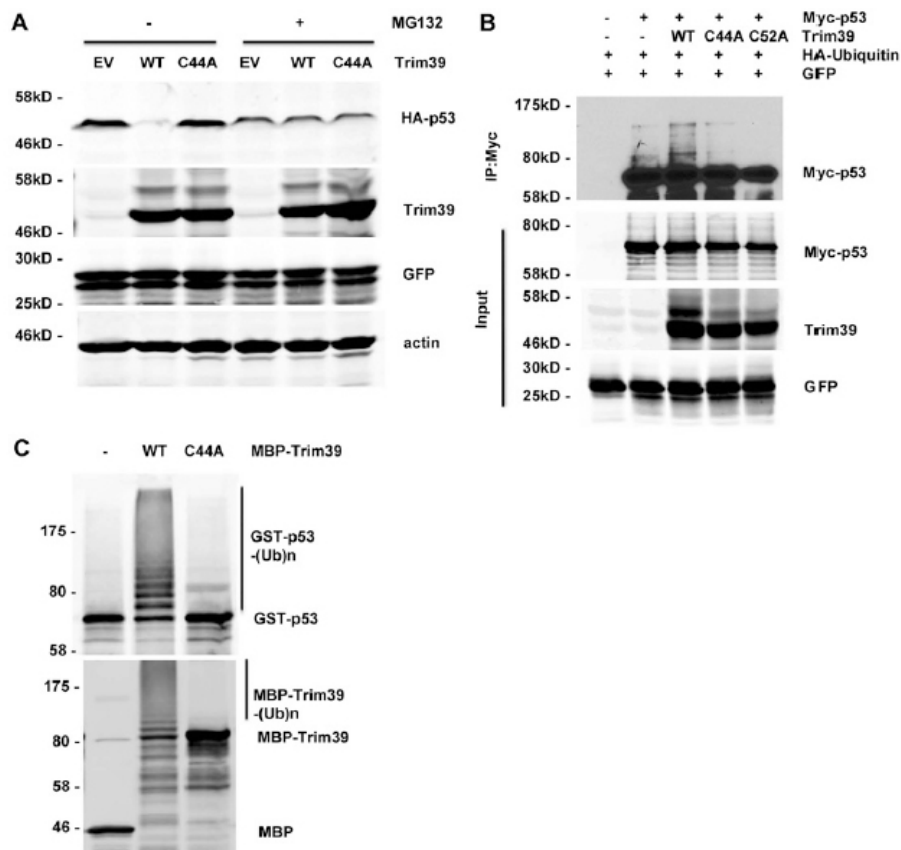 A
- + MG132
EV WT C44A EV WT C44A Trim39
58kD - HA-p53
46kD -
58kD - Trim39
46kD -
30kD - GFP
25kD -
46kD - actin
B
- + + + + Myc-p53
- - WT C44A C52A Trim39
+ + + + + HA-Ubiquitin
+ + + + + GFP
IP:Myc
175kD -
80kD - Myc-p53
58kD -
Input
80kD - Myc-p53
58kD -
58kD - Trim39
46kD -
30kD - GFP
25kD -
C
- WT C44A MBP-Trim39
175 - GST-p53
-(Ub)n
80 -
GST-p53
58 -
175 - MBP-Trim39
-(Ub)n
80 - MBP-Trim39
58 -
46 - MBP